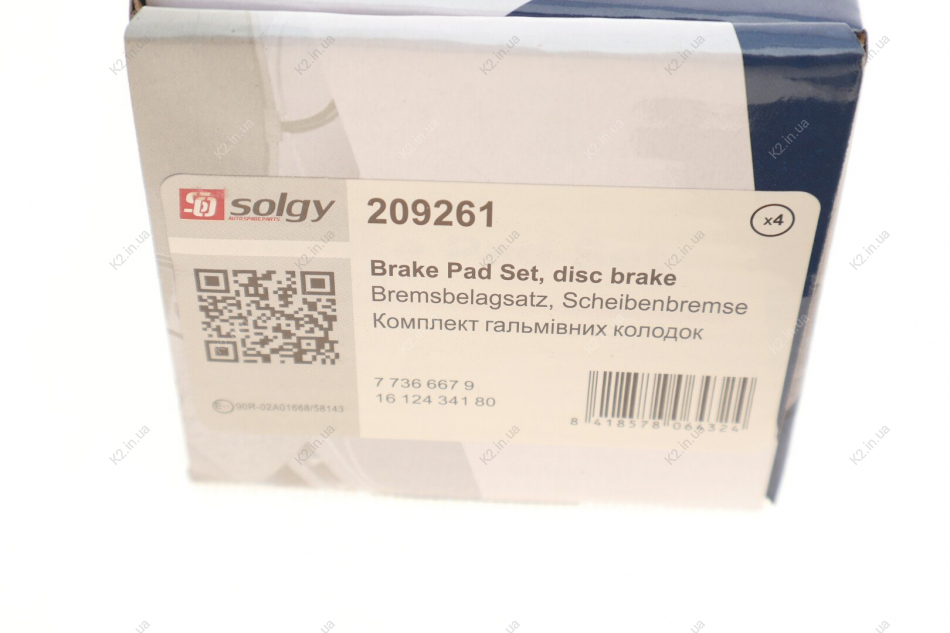 solgy
AUTOSPAREPARTS
209261
x4
Brake Pad Set, disc brake
Bremsbelagsatz, Scheibenbremse
Комплект гальмівних колодок
7 736 667 9
16 124 341 80
90R-02A01668/58143
8 418578 064324
K2.in.ua